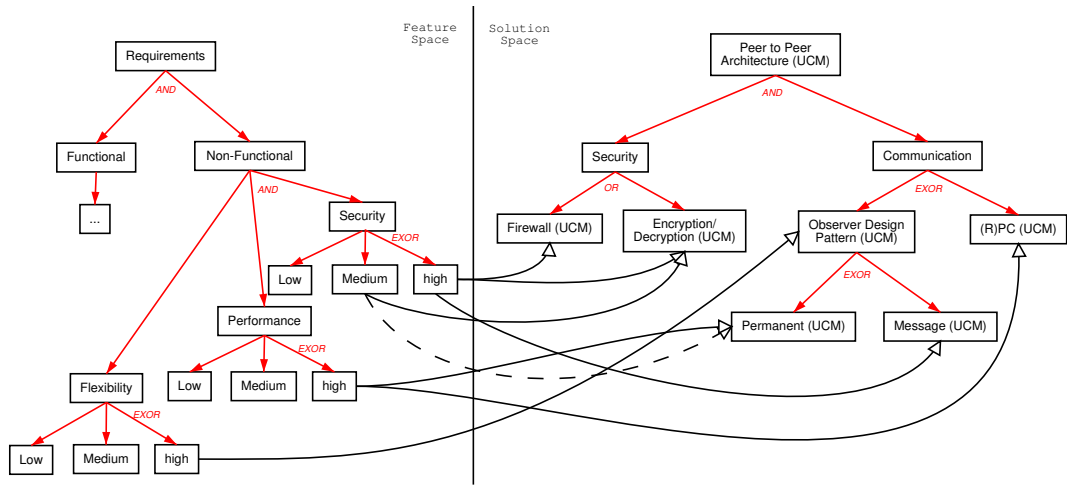 Feature
Space
Solution
Space
Requirements
AND
Functional
Non-Functional
...
AND
Security
EXOR
Low
Medium
high
Performance
EXOR
Low
Medium
high
Flexibility
EXOR
Low
Medium
high
Peer to Peer
Architecture (UCM)
AND
Security
Communication
OR
EXOR
Firewall (UCM)
Encryption/
Decryption (UCM)
Observer Design
Pattern (UCM)
(R)PC (UCM)
EXOR
Permanent (UCM)
Message (UCM)